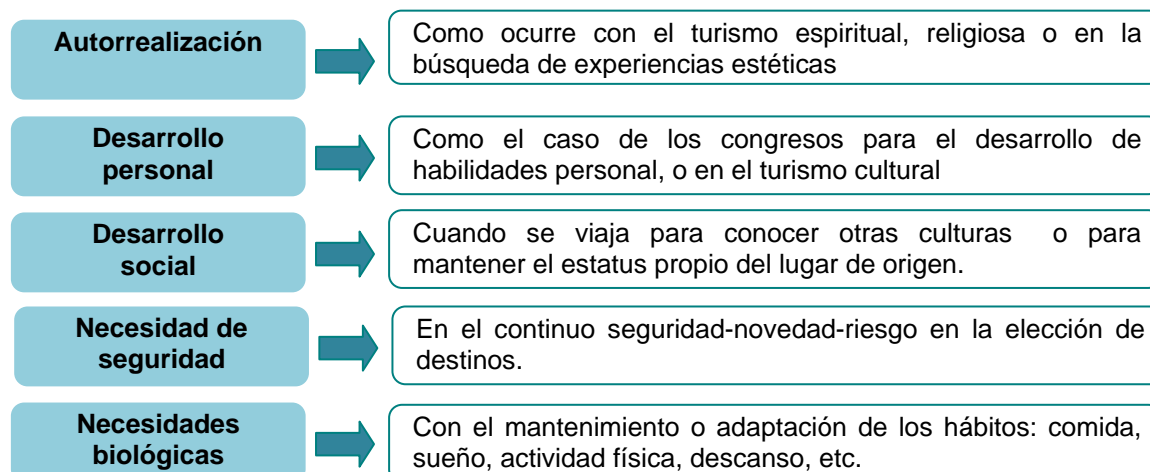 Autorrealización
Como ocurre con el turismo espiritual, religiosa o en la
búsqueda de experiencias estéticas
Desarrollo
personal
Como el caso de los congresos para el desarrollo de
habilidades personal, o en el turismo cultural
Desarrollo
social
Cuando se viaja para conocer otras culturas o para
mantener el estatus propio del lugar de origen.
Necesidad de
seguridad
En el continuo seguridad-novedad-riesgo en la elección de
destinos.
Necesidades
biológicas
Con el mantenimiento o adaptación de los hábitos: comida,
sueño, actividad física, descanso, etc.